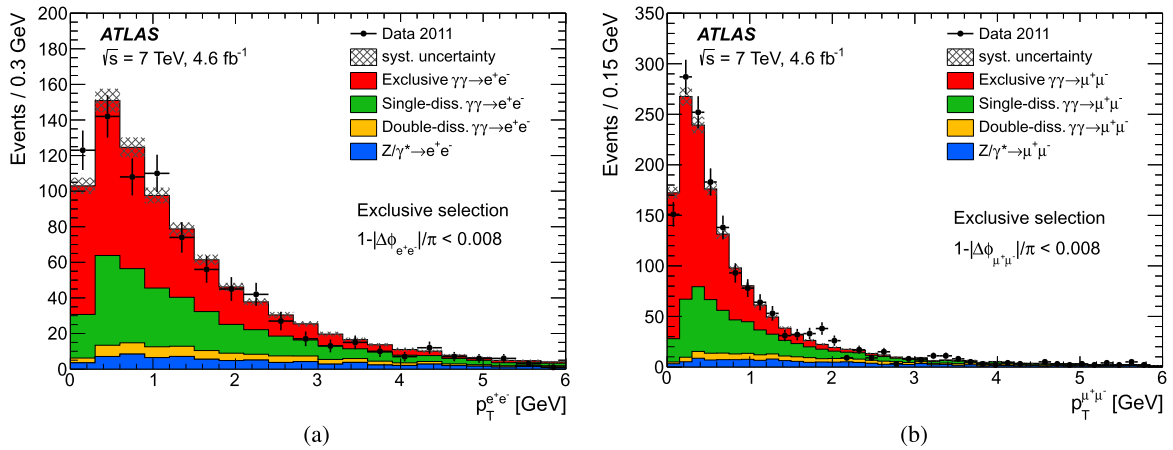 ATLAS
√s = 7 TeV, 4.6 fb⁻¹
Data 2011
syst. uncertainty
Exclusive γγ→e⁺e⁻
Single-diss. γγ→e⁺e⁻
Double-diss. γγ→e⁺e⁻
Z/γ*→e⁺e⁻
Exclusive selection
1-|Δϕ_e⁺e⁻|/π < 0.008
Events / 0.3 GeV
200
180
160
140
120
100
80
60
40
20
0
0 1 2 3 4 5 6
p_T^e⁺e⁻ [GeV]
(a)
ATLAS
√s = 7 TeV, 4.6 fb⁻¹
Data 2011
syst. uncertainty
Exclusive γγ→μ⁺μ⁻
Single-diss. γγ→μ⁺μ⁻
Double-diss. γγ→μ⁺μ⁻
Z/γ*→μ⁺μ⁻
Exclusive selection
1-|Δϕ_μ⁺μ⁻|/π < 0.008
Events / 0.15 GeV
350
300
250
200
150
100
50
0
0 1 2 3 4 5 6
p_T^μ⁺μ⁻ [GeV]
(b)